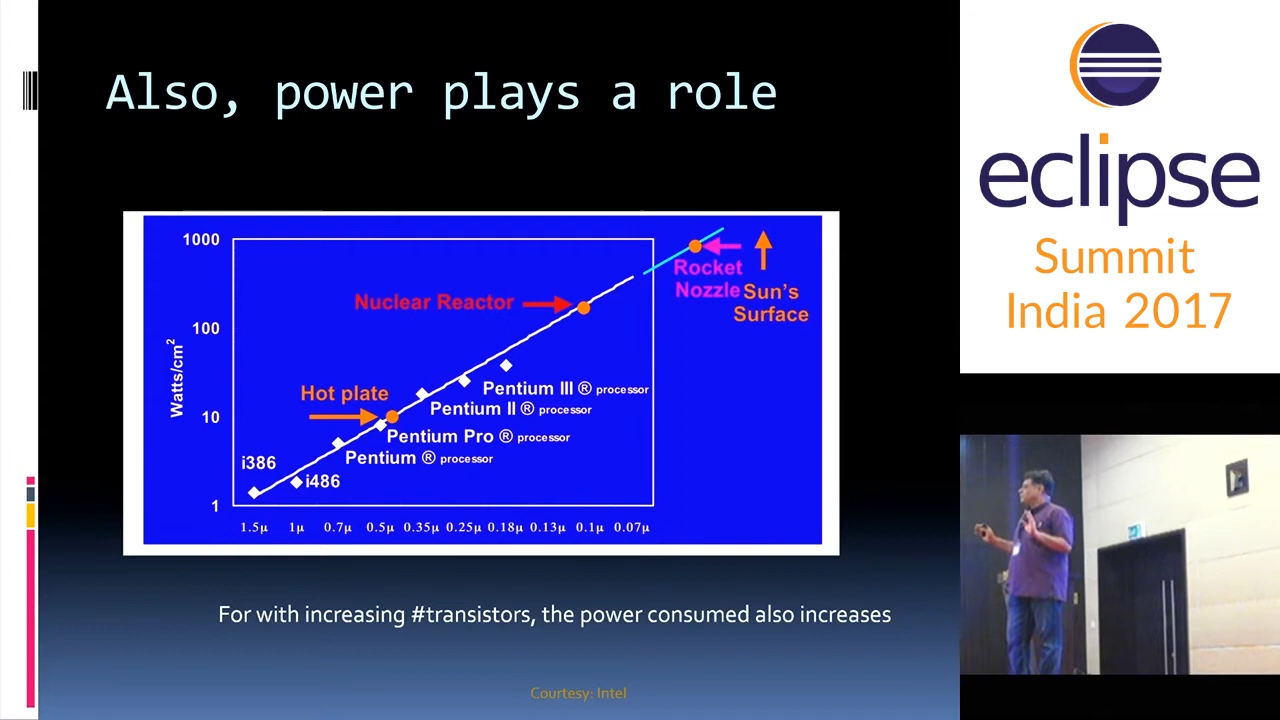 Also, power plays a role
1000
100
10
1
Watts/cm²
Nuclear Reactor
Rocket
Nozzle
Sun's
Surface
Hot plate
Pentium III ® processor
Pentium II ® processor
Pentium Pro ® processor
Pentium ® processor
i386
i486
1.5μ 1μ 0.7μ 0.5μ 0.35μ 0.25μ 0.18μ 0.13μ 0.1μ 0.07μ
For with increasing #transistors, the power consumed also increases
Courtesy: Intel
eclipse
Summit
India 2017